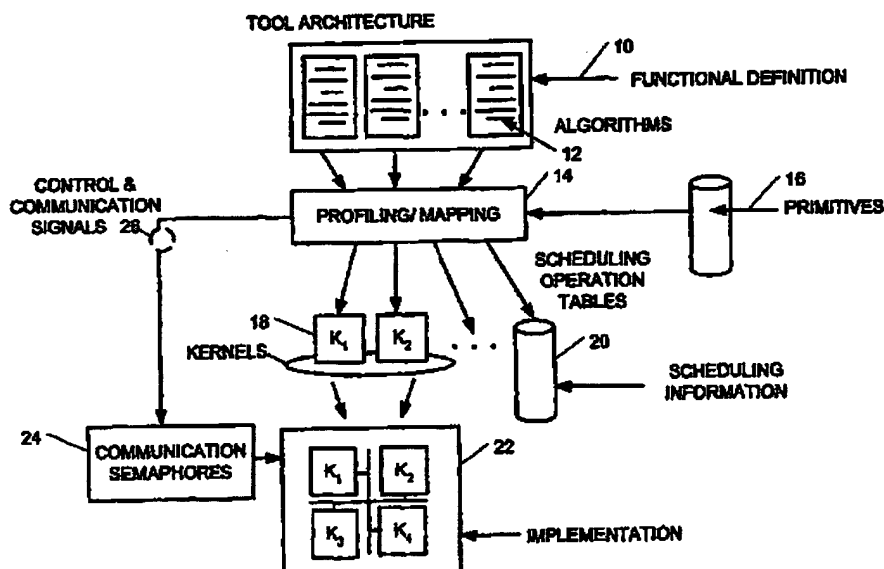 TOOL ARCHITECTURE
10
FUNCTIONAL DEFINITION
ALGORITHMS
12
14
16
PRIMITIVES
CONTROL &
COMMUNICATION
SIGNALS 26
PROFILING/ MAPPING
SCHEDULING
OPERATION
TABLES
18
K1
K2
KERNELS
20
SCHEDULING
INFORMATION
24
COMMUNICATION
SEMAPHORES
22
K1
K2
K3
K4
IMPLEMENTATION